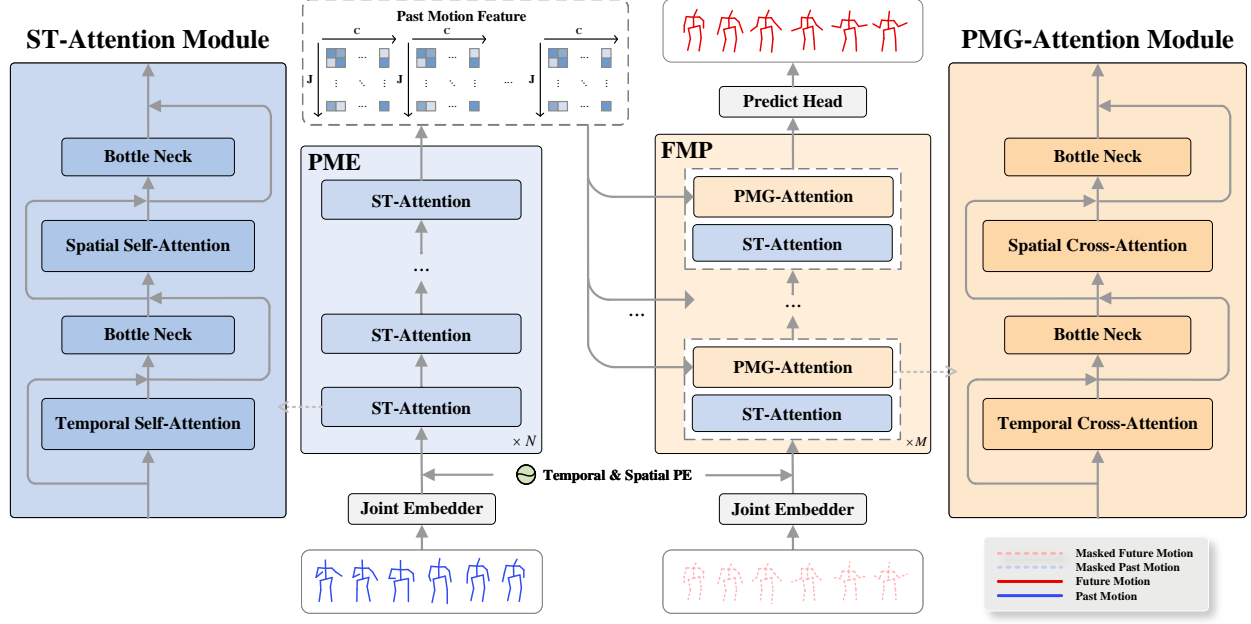 ST-Attention Module
Bottle Neck
Spatial Self-Attention
Bottle Neck
Temporal Self-Attention
Past Motion Feature
C
C
C
J
J
J
...
PME
ST-Attention
...
ST-Attention
ST-Attention
× N
Joint Embedder
Temporal & Spatial PE
Predict Head
FMP
PMG-Attention
ST-Attention
...
...
PMG-Attention
ST-Attention
×M
Joint Embedder
PMG-Attention Module
Bottle Neck
Spatial Cross-Attention
Bottle Neck
Temporal Cross-Attention
Masked Future Motion
Masked Past Motion
Future Motion
Past Motion